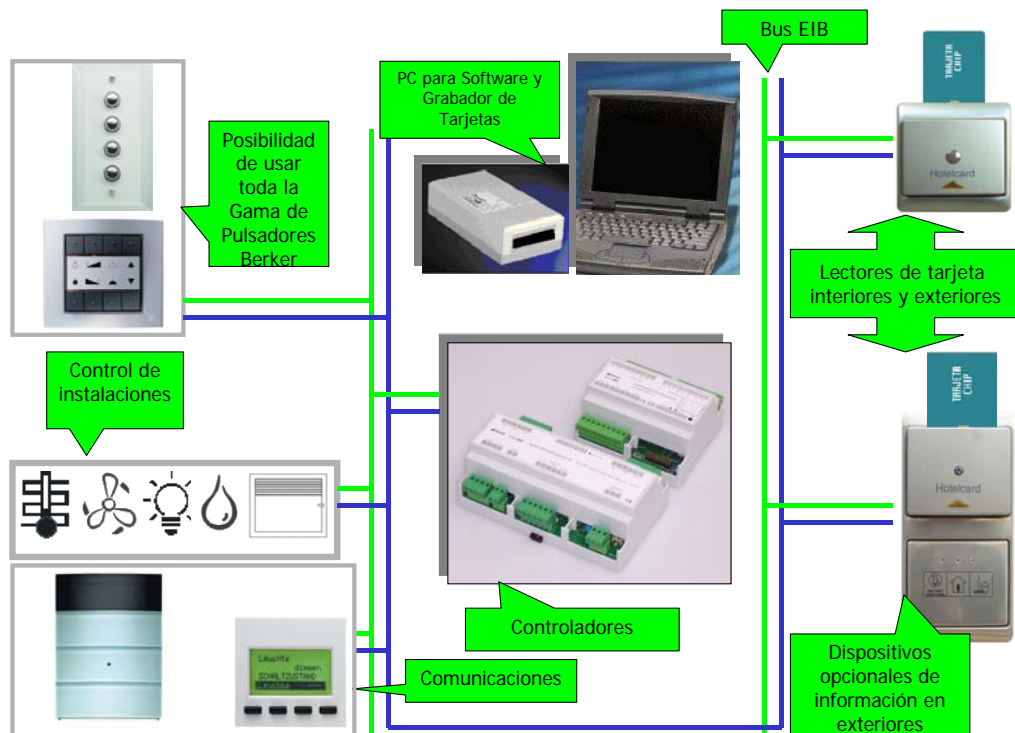 Bus EIB
PC para Software y
Grabador de
Tarjetas
Posibilidad
de usar
toda la
Gama de
Pulsadores
Berker
TARJETA
CHIP
Hotelcard
Lectores de tarjeta
interiores y exteriores
Control de
instalaciones
TARJETA
CHIP
Hotelcard
Controladores
Leuchte
dimmen
SCHALTZUSTAND
Leuchte
Comunicaciones
Dispositivos
opcionales de
información en
exteriores